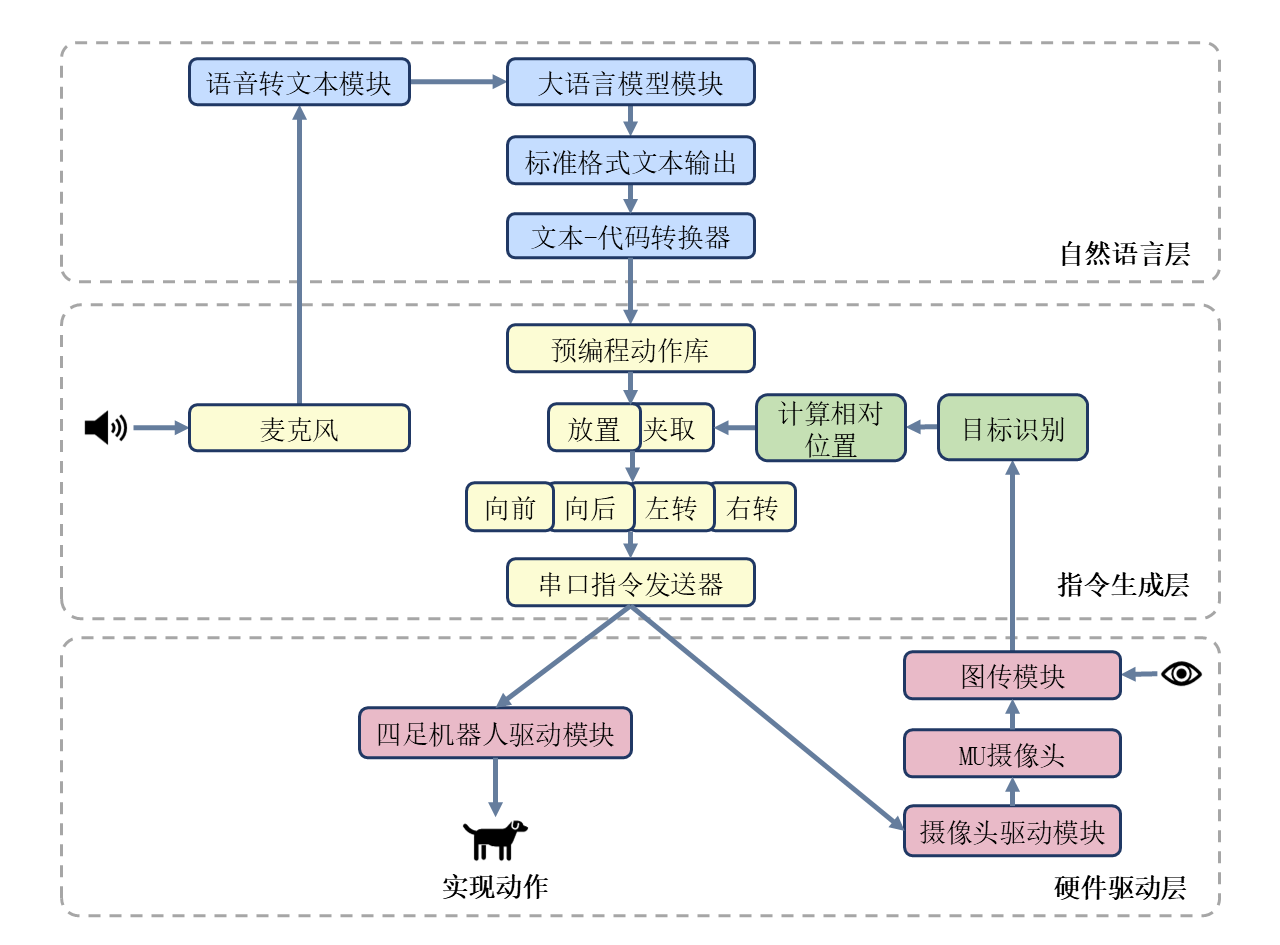 语音转文本模块
大语言模型模块
标准格式文本输出
文本-代码转换器
自然语言层
预编程动作库
麦克风
放置
夹取
计算相对
位置
目标识别
向前
向后
左转
右转
串口指令发送器
指令生成层
图传模块
四足机器人驱动模块
MU摄像头
摄像头驱动模块
实现动作
硬件驱动层